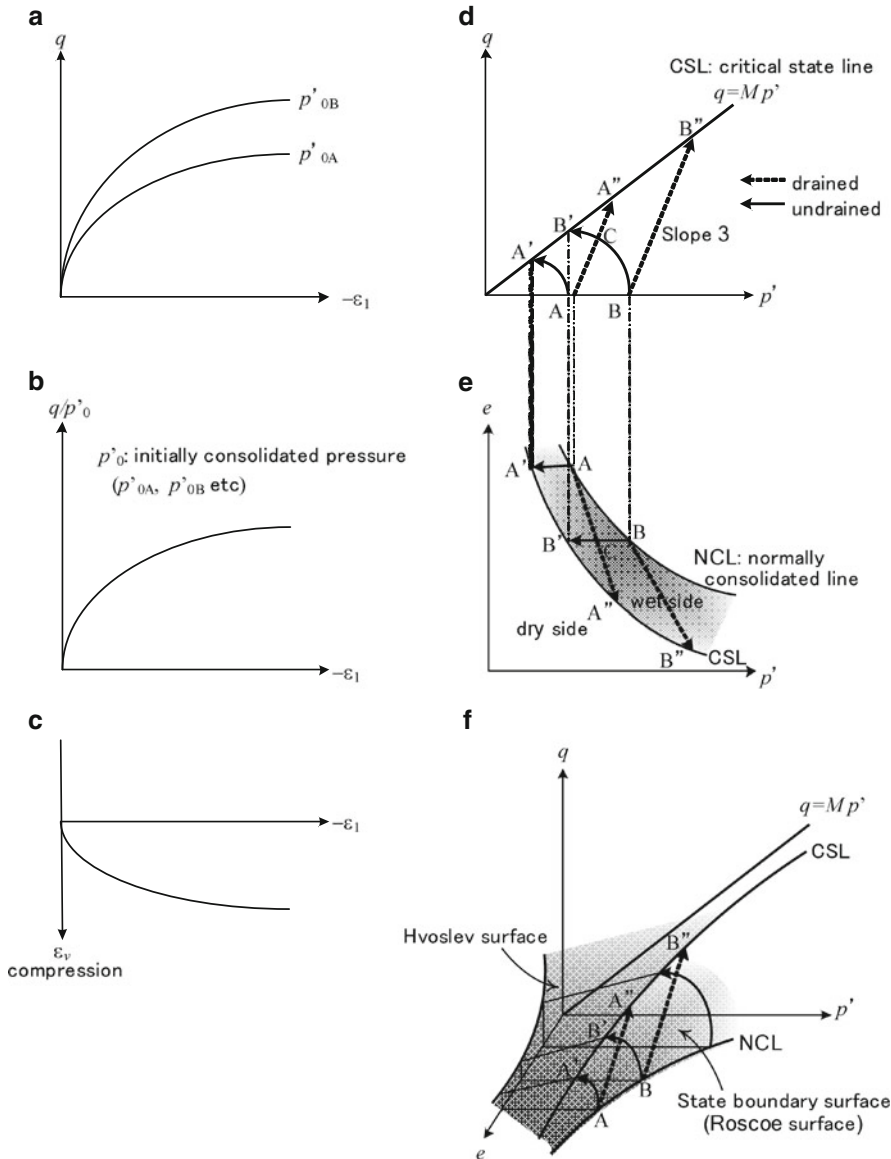 a
q
p'0B
p'0A
−ε1
b
q/p'0
p'0: initially consolidated pressure
(p'0A, p'0B etc)
−ε1
c
−ε1
εv
compression
d
q
CSL: critical state line
q=Mp'
B"
A"
drained
undrained
B'
A'
C
Slope 3
A
B
p'
e
e
A'
A
B'
B
C
NCL: normally
consolidated line
A"
wet side
dry side
B"
CSL
p'
f
q
q=Mp'
CSL
Hvoslev surface
B"
A"
p'
B'
NCL
A'
B
State boundary surface
(Roscoe surface)
A
e